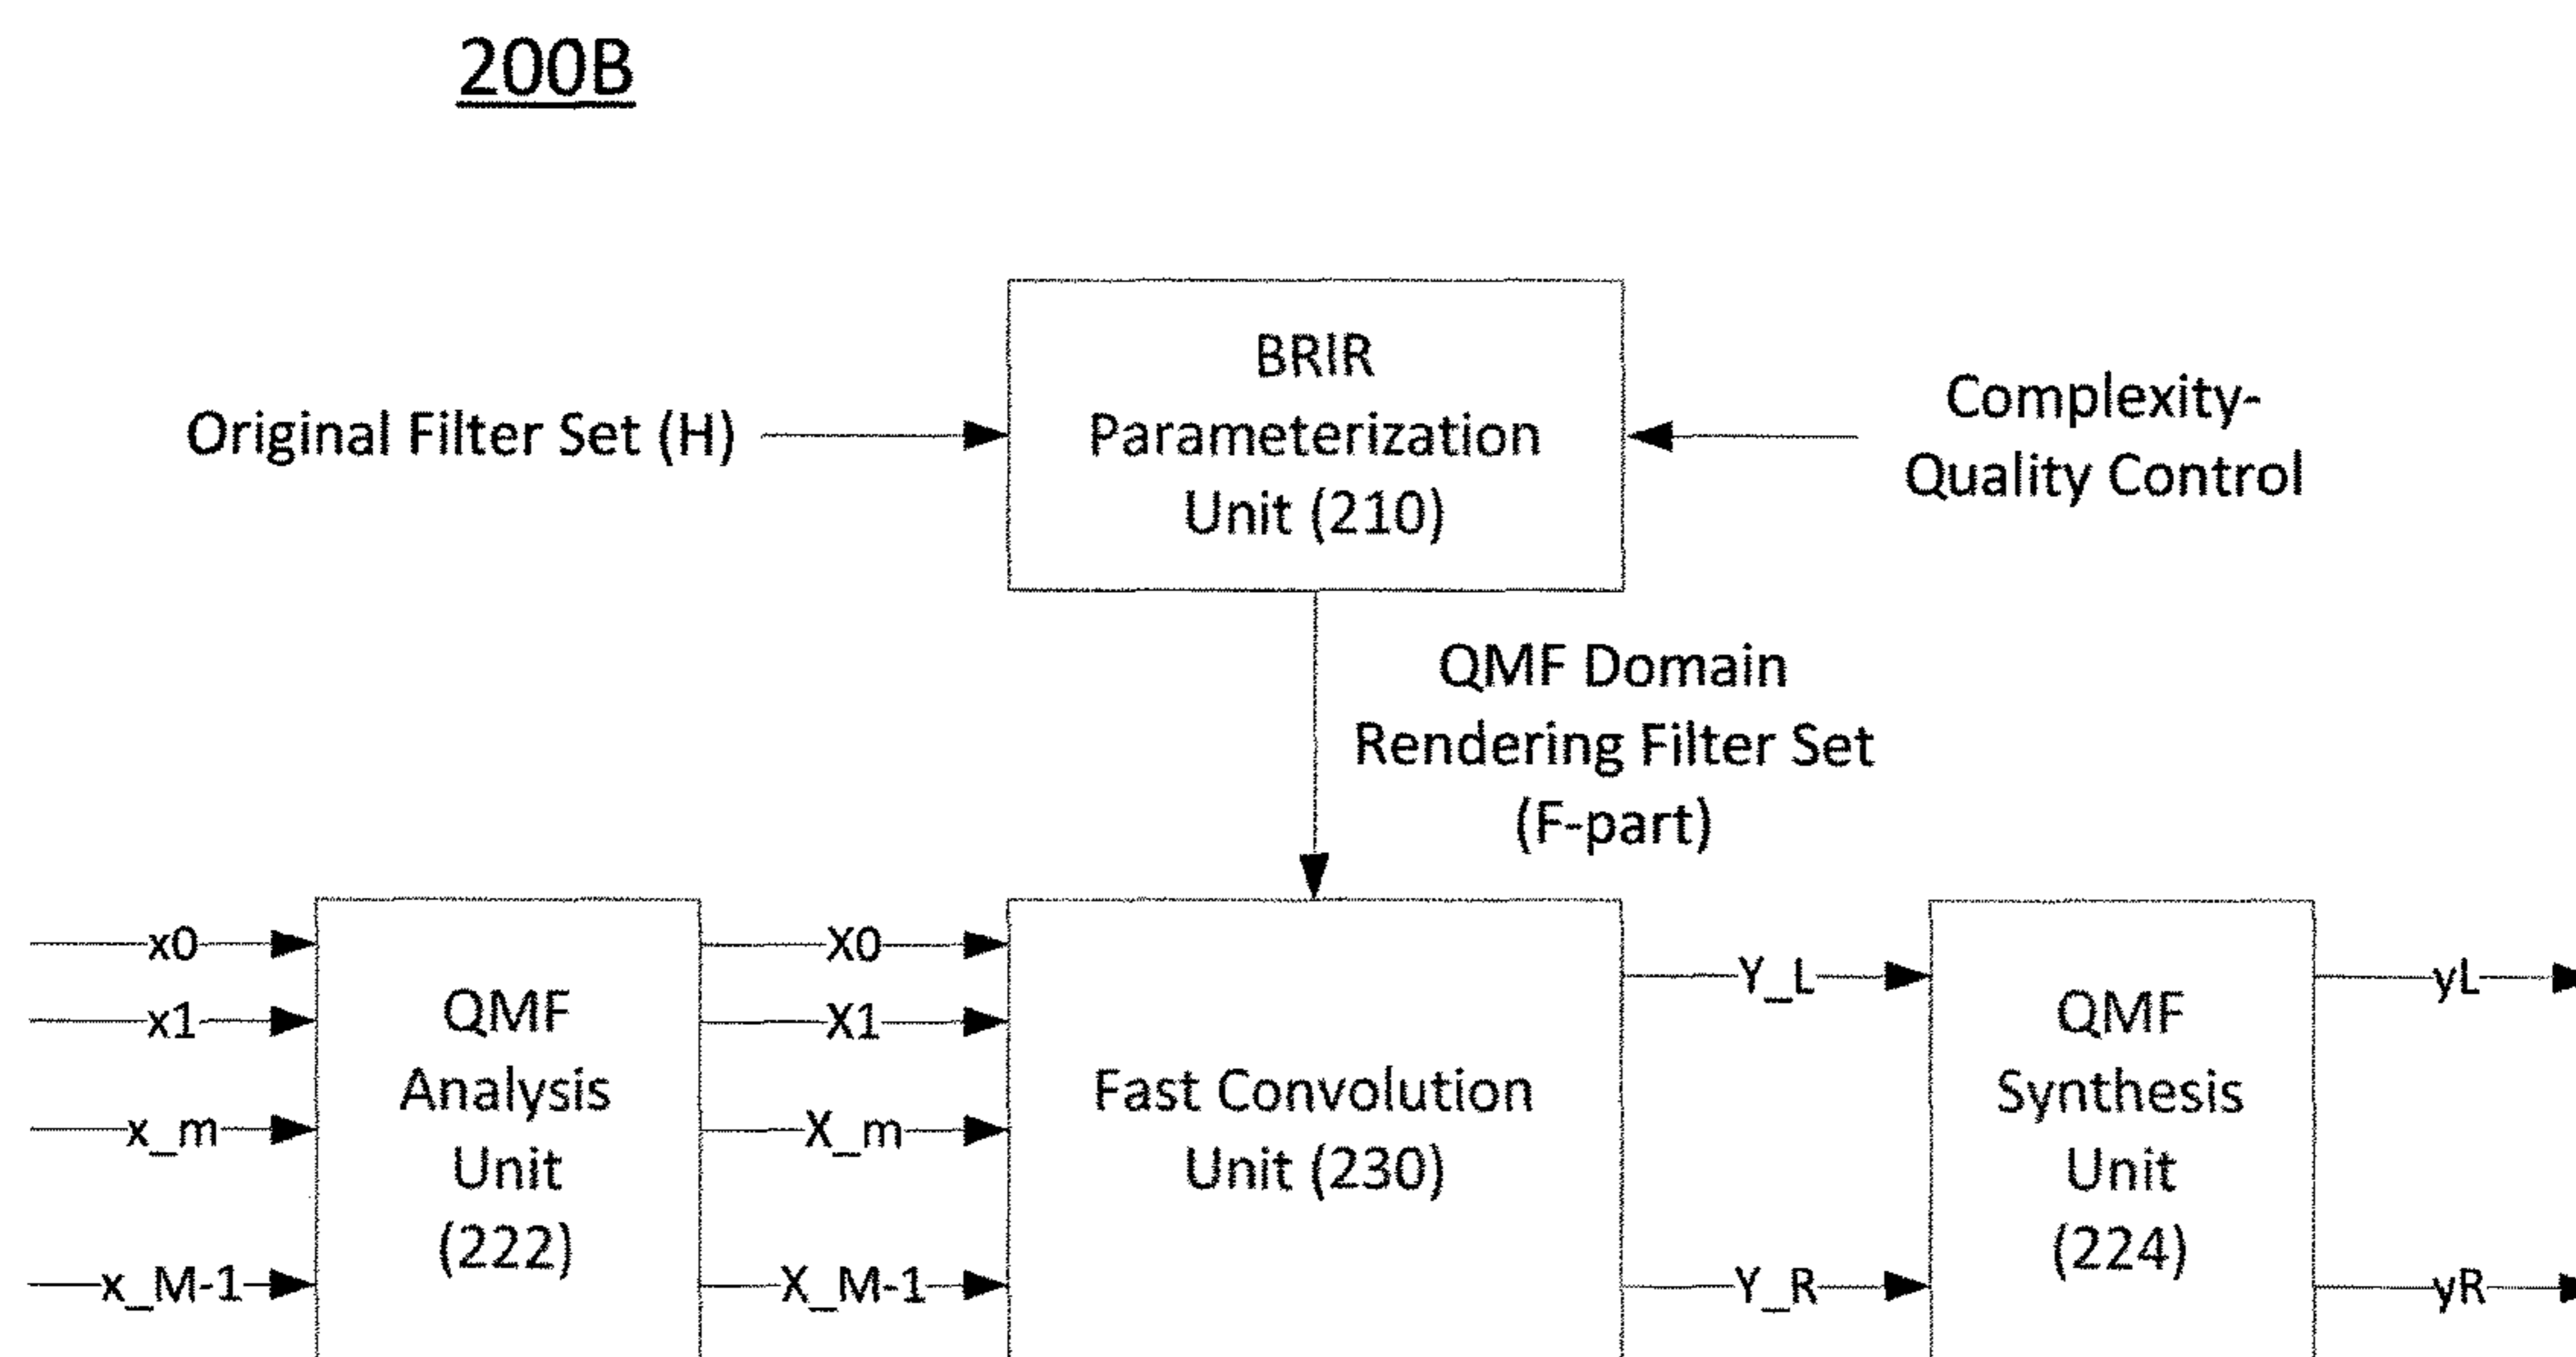 200B
BRIR
Parameterization
Unit (210)
Original Filter Set (H)
Complexity-
Quality Control
QMF Domain
Rendering Filter Set
(F-part)
x0
x1
x_m
x_M-1
QMF
Analysis
Unit
(222)
X0
X1
X_m
X_M-1
Fast Convolution
Unit (230)
Y_L
Y_R
QMF
Synthesis
Unit
(224)
yL
yR